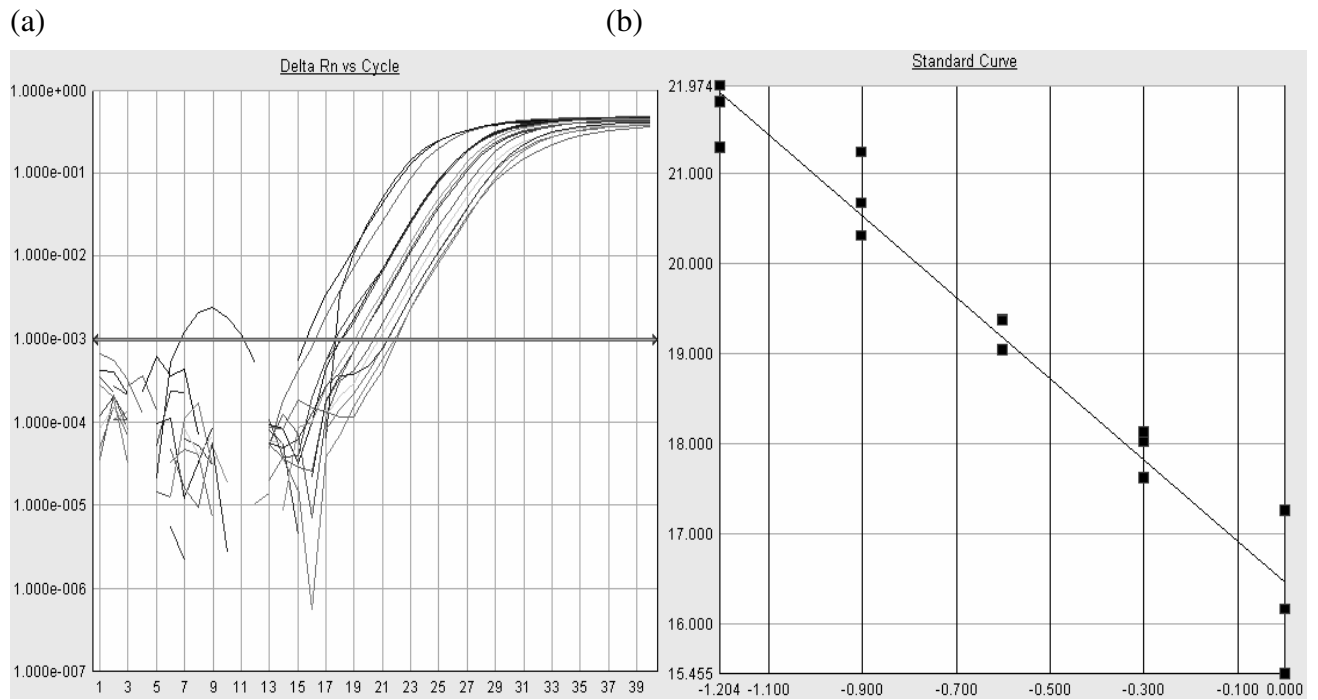 (a) (b)
Delta Rn vs Cycle
1.000e+000
1.000e-001
1.000e-002
1.000e-003
1.000e-004
1.000e-005
1.000e-006
1.000e-007
1 3 5 7 9 11 13 15 17 19 21 23 25 27 29 31 33 35 37 39
Standard Curve
21.974
21.000
20.000
19.000
18.000
17.000
16.000
15.455
-1.204 -1.100 -0.900 -0.700 -0.500 -0.300 -0.100 0.000